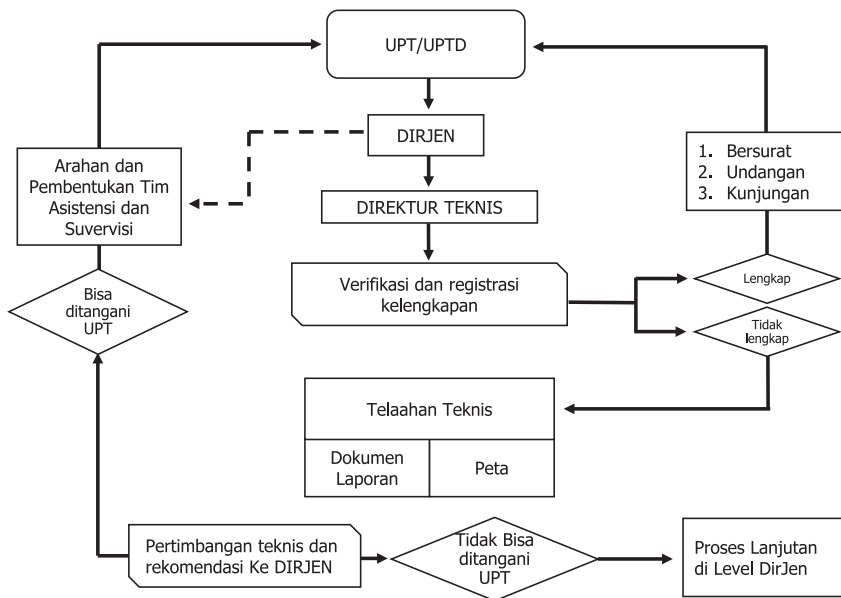 UPT/UPTD
DIRJEN
Arahan dan
Pembentukan Tim
Asistensi dan
Suvervisi
1. Bersurat
2. Undangan
3. Kunjungan
DIREKTUR TEKNIS
Bisa
ditangani
UPT
Verifikasi dan registrasi
kelengkapan
Lengkap
Tidak
lengkap
Telaahan Teknis
Dokumen
Laporan
Peta
Pertimbangan teknis dan
rekomendasi Ke DIRJEN
Tidak Bisa
ditangani
UPT
Proses Lanjutan
di Level DirJen